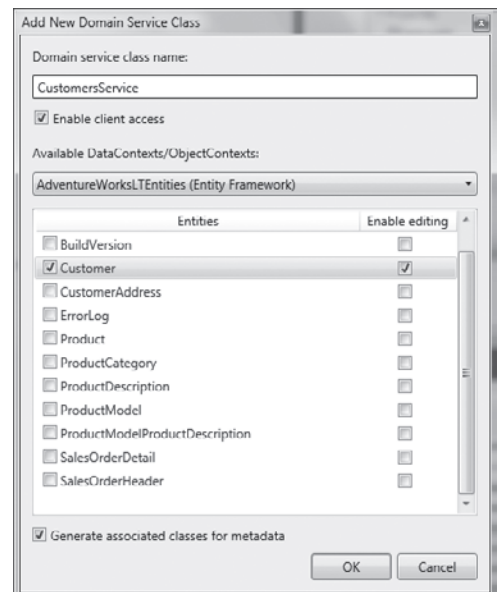 Add New Domain Service Class
Domain service class name:
CustomersService
Enable client access
Available DataContexts/ObjectContexts:
AdventureWorksLTEntities (Entity Framework)
Entities Enable editing
BuildVersion
Customer
CustomerAddress
ErrorLog
Product
ProductCategory
ProductDescription
ProductModel
ProductModelProductDescription
SalesOrderDetail
SalesOrderHeader
Generate associated classes for metadata
OK Cancel